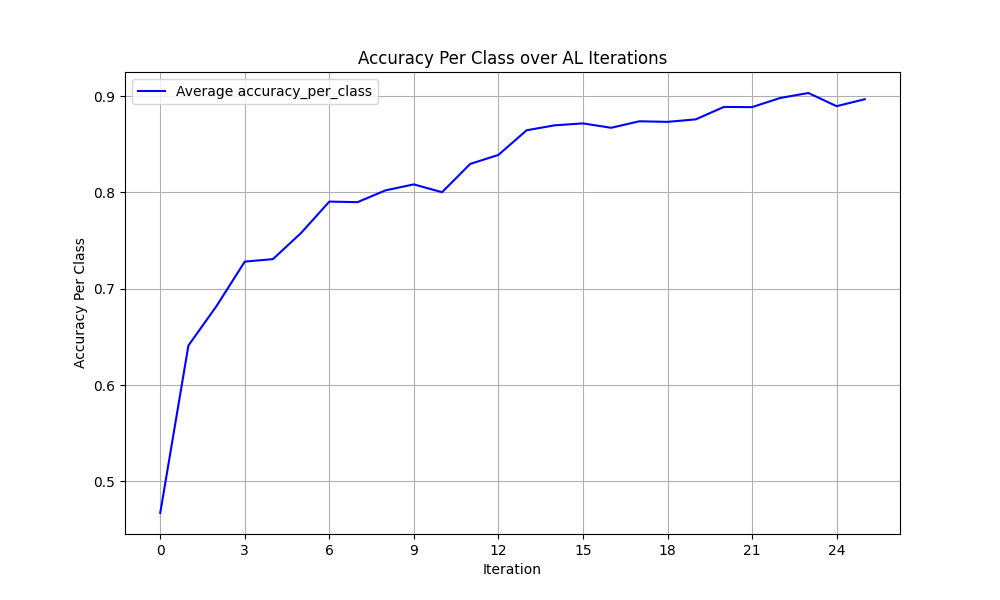 Accuracy Per Class over AL Iterations
Average accuracy_per_class
Accuracy Per Class
0.9
0.8
0.7
0.6
0.5
0 3 6 9 12 15 18 21 24
Iteration